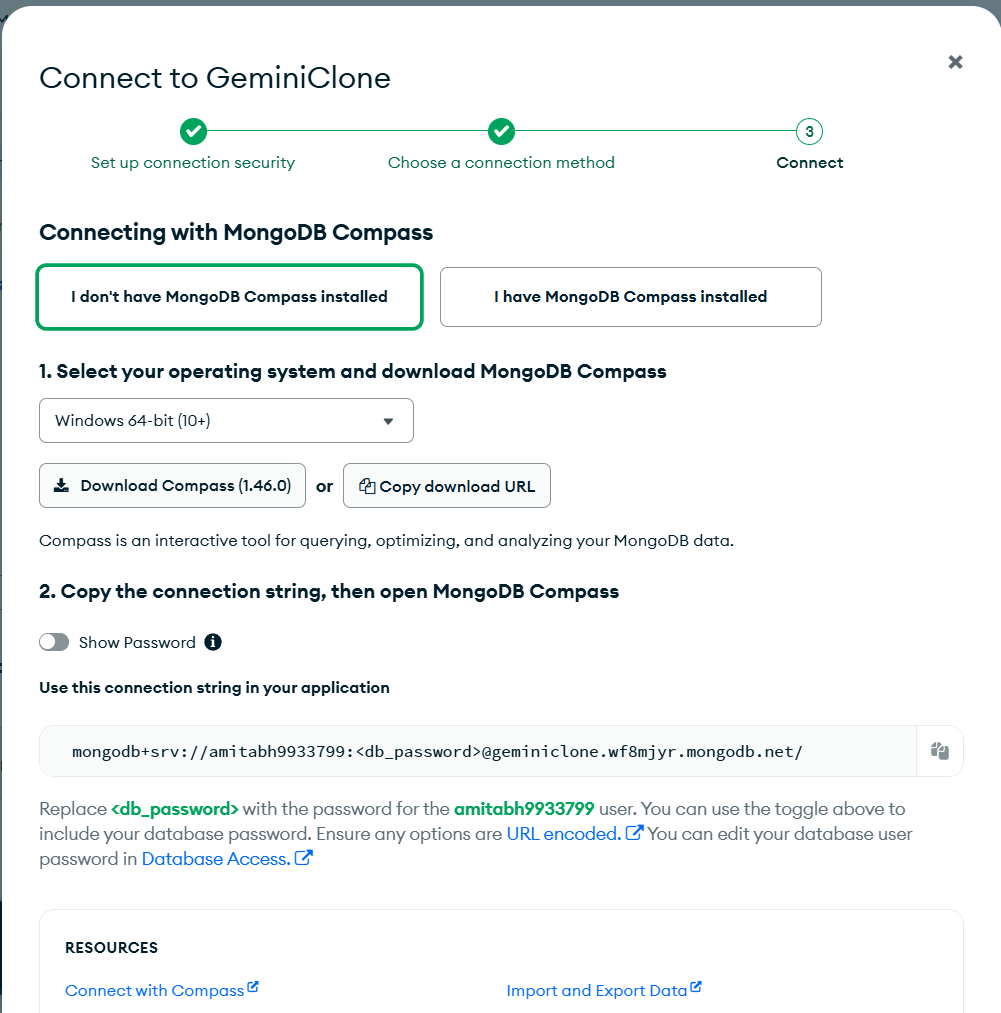 Connect to GeminiClone
3
Set up connection security
Choose a connection method
Connect
Connecting with MongoDB Compass
I don't have MongoDB Compass installed
I have MongoDB Compass installed
1. Select your operating system and download MongoDB Compass
Windows 64-bit (10+)
Download Compass (1.46.0)
or
Copy download URL
Compass is an interactive tool for querying, optimizing, and analyzing your MongoDB data.
2. Copy the connection string, then open MongoDB Compass
Show Password
Use this connection string in your application
mongodb+srv://amitabh9933799:<db_password>@geminiclone.wf8mjyr.mongodb.net/
Replace <db_password> with the password for the amitabh9933799 user. You can use the toggle above to
include your database password. Ensure any options are URL encoded. You can edit your database user
password in Database Access.
RESOURCES
Connect with Compass
Import and Export Data